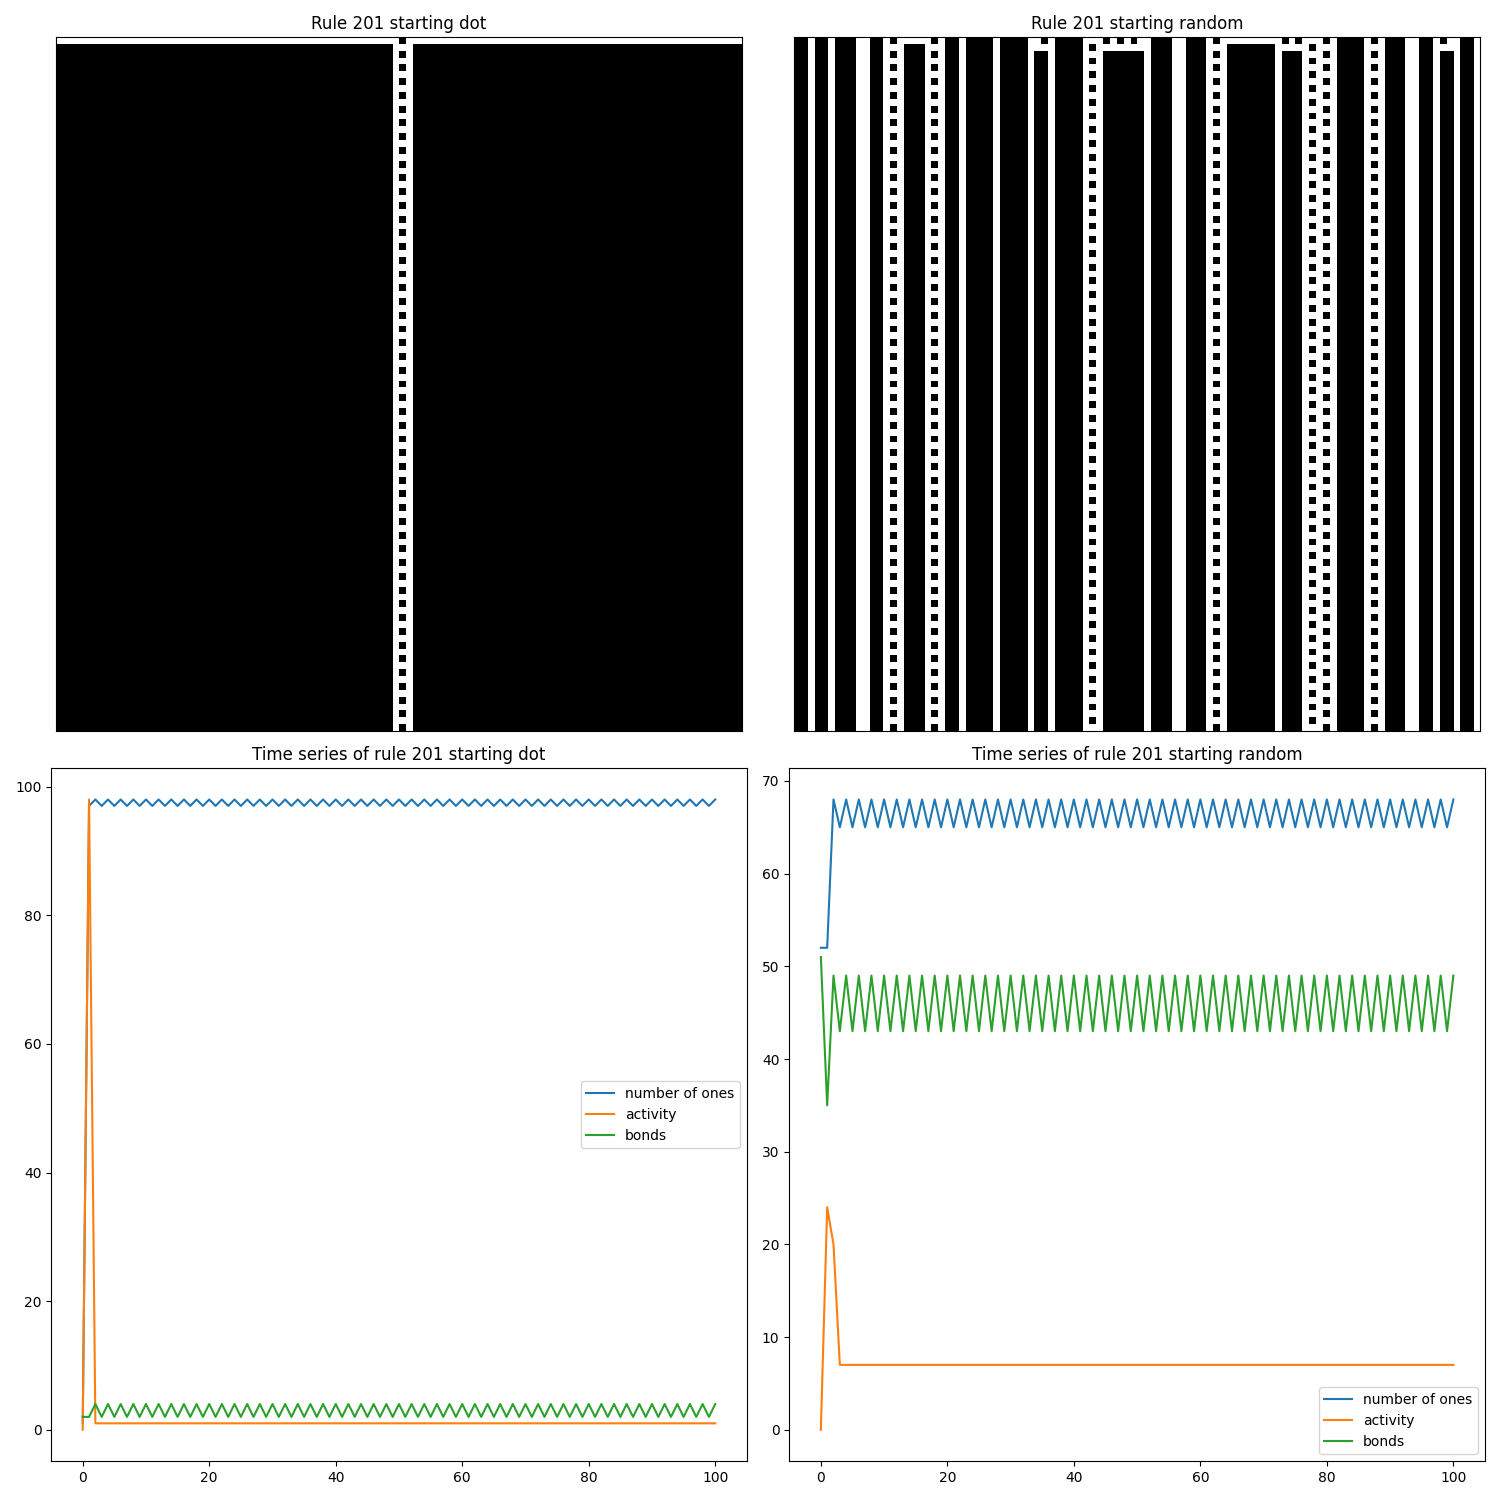 Rule 201 starting dot
Rule 201 starting random
Time series of rule 201 starting dot
100
80
60
40
20
0
0 20 40 60 80 100
number of ones
activity
bonds
Time series of rule 201 starting random
70
60
50
40
30
20
10
0
0 20 40 60 80 100
number of ones
activity
bonds